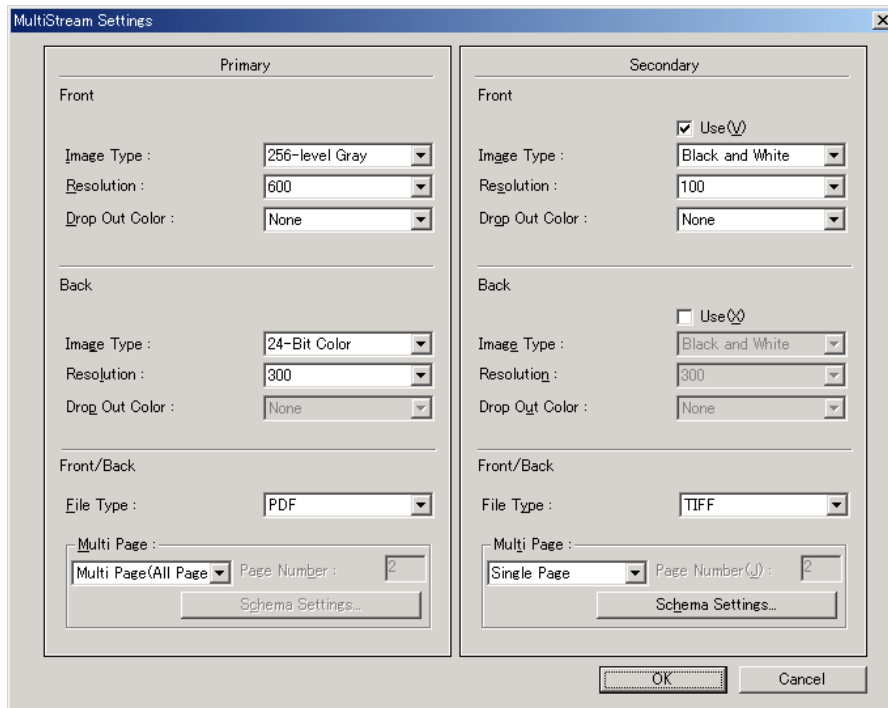 MultiStream Settings
Primary
Front
Image Type :
256-level Gray
Resolution :
600
Drop Out Color :
None
Back
Image Type :
24-Bit Color
Resolution :
300
Drop Out Color :
None
Front/Back
File Type :
PDF
Multi Page :
Multi Page(All Page
Page Number :
2
Schema Settings...
Secondary
Front
Use(V)
Image Type :
Black and White
Resolution :
100
Drop Out Color :
None
Back
Use(X)
Image Type :
Black and White
Resolution :
300
Drop Out Color :
None
Front/Back
File Type :
TIFF
Multi Page :
Single Page
Page Number(J) :
2
Schema Settings...
OK
Cancel